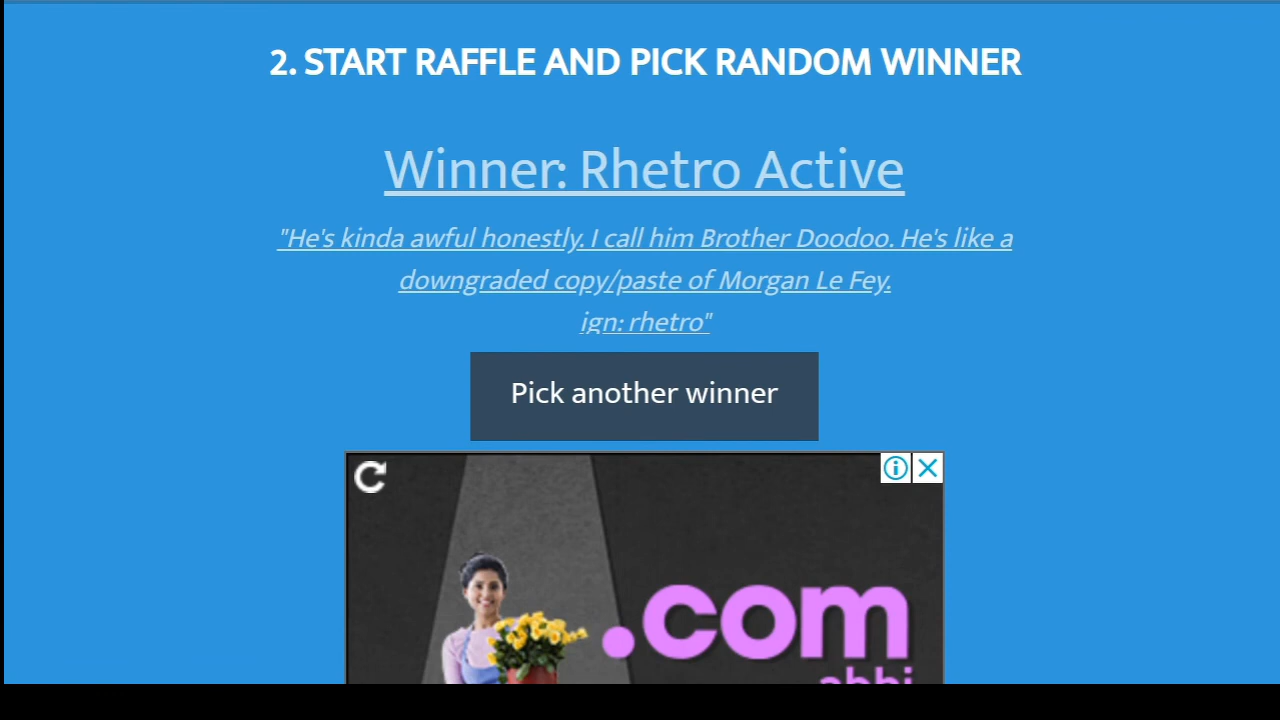 2. START RAFFLE AND PICK RANDOM WINNER
Winner: Rhetro Active
"He's kinda awful honestly. I call him Brother Doodoo. He's like a
downgraded copy/paste of Morgan Le Fey.
ign: rhetro"
Pick another winner
.com